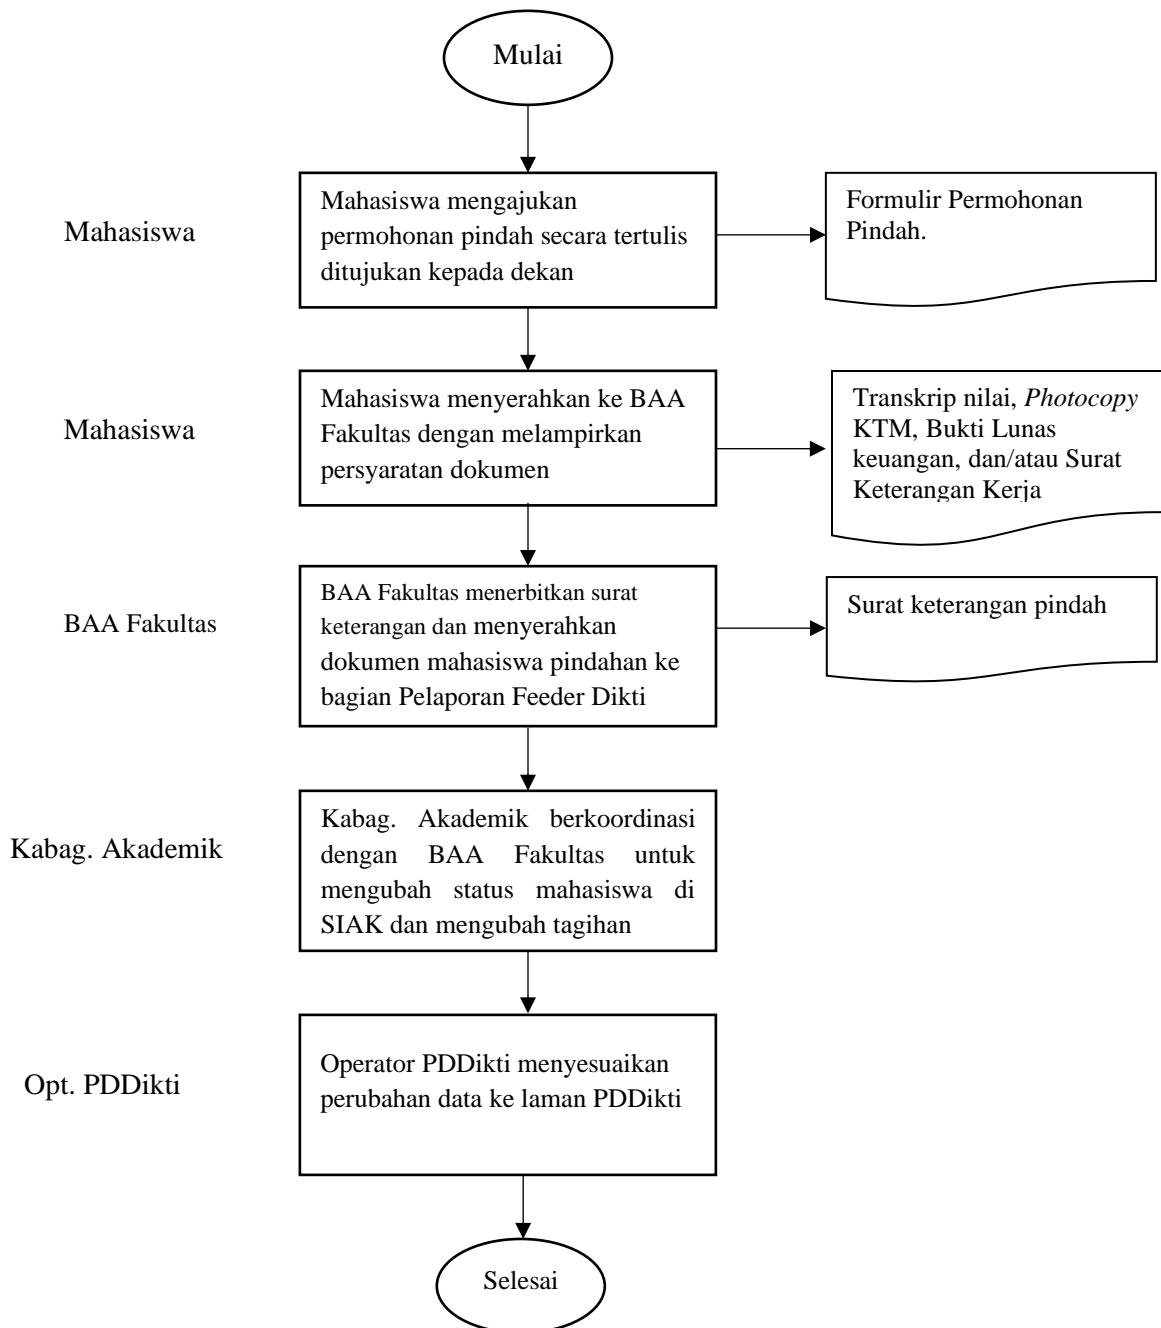 Mulai
Mahasiswa
Mahasiswa mengajukan
permohonan pindah secara tertulis
ditujukan kepada dekan
Formulir Permohonan
Pindah.
Mahasiswa
Mahasiswa menyerahkan ke BAA
Fakultas dengan melampirkan
persyaratan dokumen
Transkrip nilai, Photocopy
KTM, Bukti Lunas
keuangan, dan/atau Surat
Keterangan Kerja
BAA Fakultas
BAA Fakultas menerbitkan surat
keterangan dan menyerahkan
dokumen mahasiswa pindahan ke
bagian Pelaporan Feeder Dikti
Surat keterangan pindah
Kabag. Akademik
Kabag. Akademik berkoordinasi
dengan BAA Fakultas untuk
mengubah status mahasiswa di
SIAK dan mengubah tagihan
Opt. PDDikti
Operator PDDikti menyesuaikan
perubahan data ke laman PDDikti
Selesai